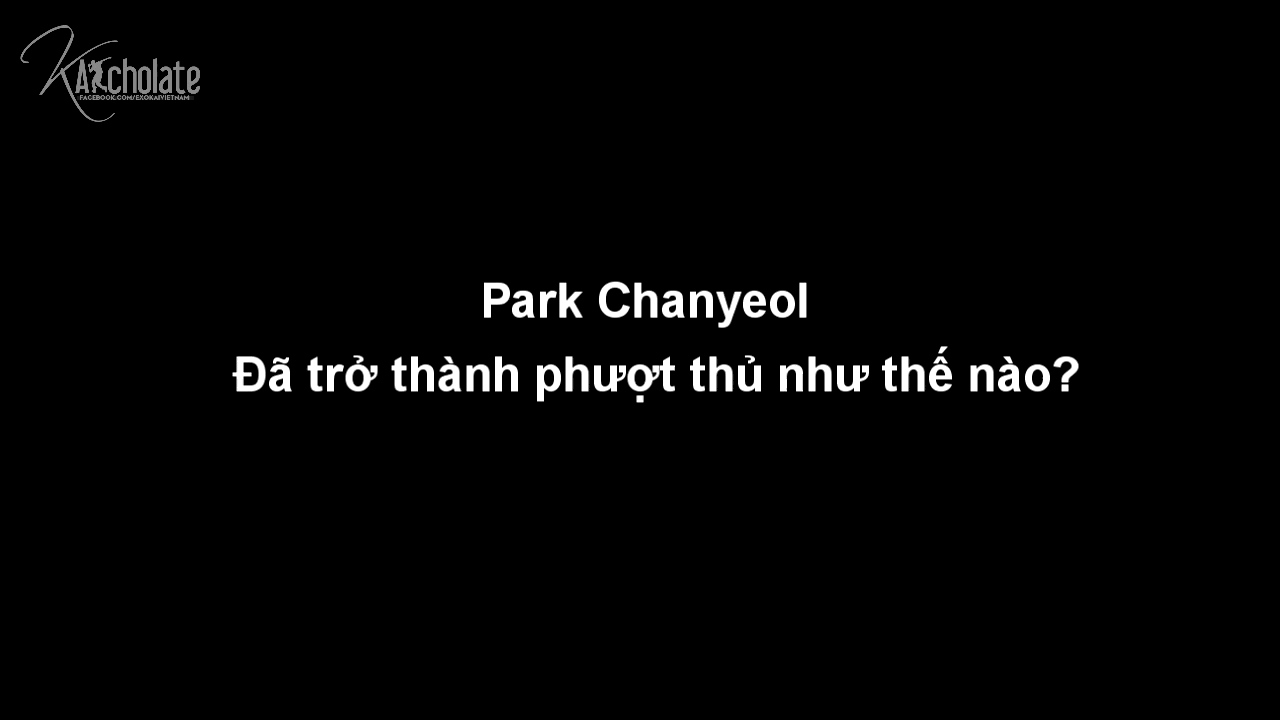 KAIcholate
FACEBOOK.COM/EXOKAIVIETNAM
Park Chanyeol
Đã trở thành phượt thủ như thế nào?